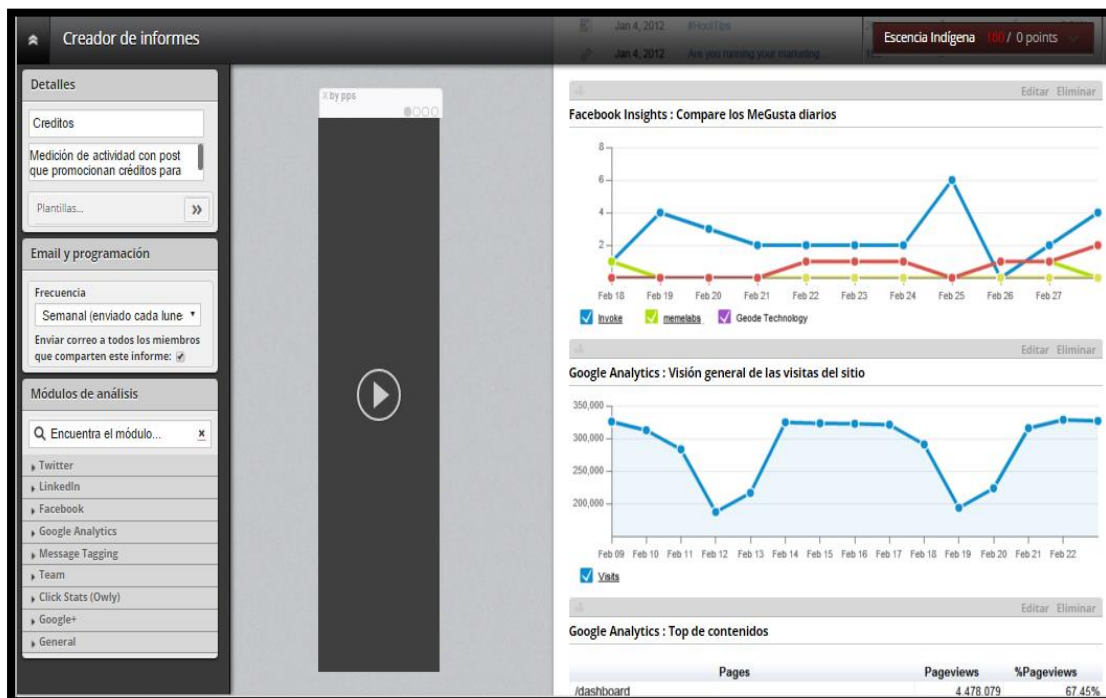 Creador de informes
Jan 4, 2012 #HootTips
Jan 4, 2012 Are you running your marketing
Escencia Indígena 160 / 0 points
Detalles
Creditos
Medición de actividad con post
que promocionan créditos para
Plantillas...
Email y programación
Frecuencia
Semanal (enviado cada lune
Enviar correo a todos los miembros
que comparten este informe:
Módulos de análisis
Encuentra el módulo... x
Twitter
LinkedIn
Facebook
Google Analytics
Message Tagging
Team
Click Stats (Owly)
Google+
General
X by pps
Editar Eliminar
Facebook Insights : Compare los MeGusta diarios
8
6
4
2
Feb 18 Feb 19 Feb 20 Feb 21 Feb 22 Feb 23 Feb 24 Feb 25 Feb 26 Feb 27
Invoke memelabs Geode Technology
Editar Eliminar
Google Analytics : Visión general de las visitas del sitio
350,000
300,000
250,000
200,000
Feb 09 Feb 10 Feb 11 Feb 12 Feb 13 Feb 14 Feb 15 Feb 16 Feb 17 Feb 18 Feb 19 Feb 20 Feb 21 Feb 22
Visits
Editar Eliminar
Google Analytics : Top de contenidos
Pages Pageviews %Pageviews
/dashboard 4.478.079 67.45%